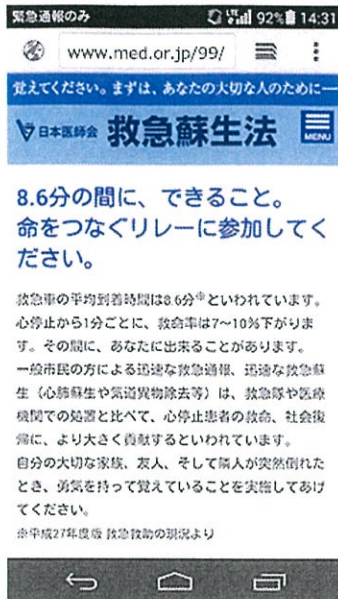 緊急通報のみ 92% 14:31
www.med.or.jp/99/
覚えてください。まずは、あなたの大切な人のために―
日本医師会 救急蘇生法 MENU
8.6分の間に、できること。
命をつなぐリレーに参加してく
ださい。
救急車の平均到着時間は8.6分※といわれています。
心停止から1分ごとに、救命率は7〜10%下がりま
す。その間に、あなたに出来ることがあります。
一般市民の方による迅速な救急通報、迅速な救急蘇
生（心肺蘇生や気道異物除去等）は、救急隊や医療
機関での処置と比べて、心停止患者の救命、社会復
帰に、より大きく貢献するといわれています。
自分の大切な家族、友人、そして隣人が突然倒れた
とき、勇気を持って覚えていることを実施してあげ
てください。
※平成27年度版 救急救助の現況より